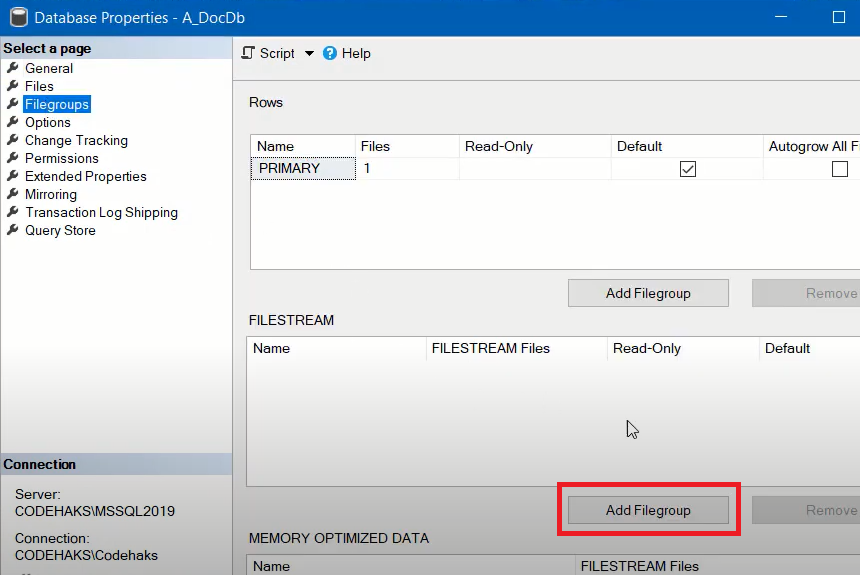 Database Properties - A_DocDb
Select a page
General
Files
Filegroups
Options
Change Tracking
Permissions
Extended Properties
Mirroring
Transaction Log Shipping
Query Store
Connection
Server:
CODEHAKS\MSSQL2019
Connection:
CODEHAKS\Codehaks
Script Help
Rows
Name Files Read-Only Default Autogrow All Fi
PRIMARY 1
Add Filegroup Remove
FILESTREAM
Name FILESTREAM Files Read-Only Default
Add Filegroup Remove
MEMORY OPTIMIZED DATA
Name FILESTREAM Files